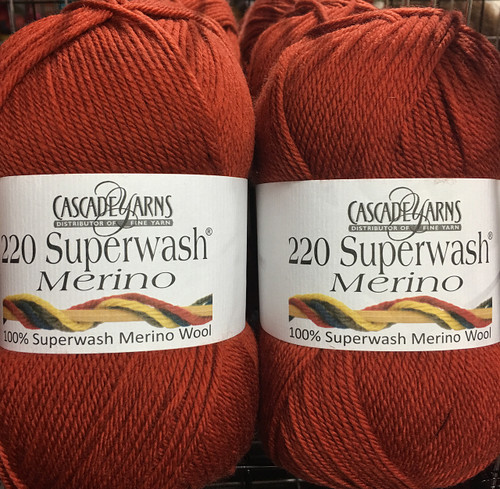 CASCADE YARNS
DISTRIBUTOR OF FINE YARN
220 Superwash®
Merino
100% Superwash Merino Wool
CASCADE YARNS
DISTRIBUTOR OF FINE YARN
220 Superwash®
Merino
100% Superwash Merino Wool